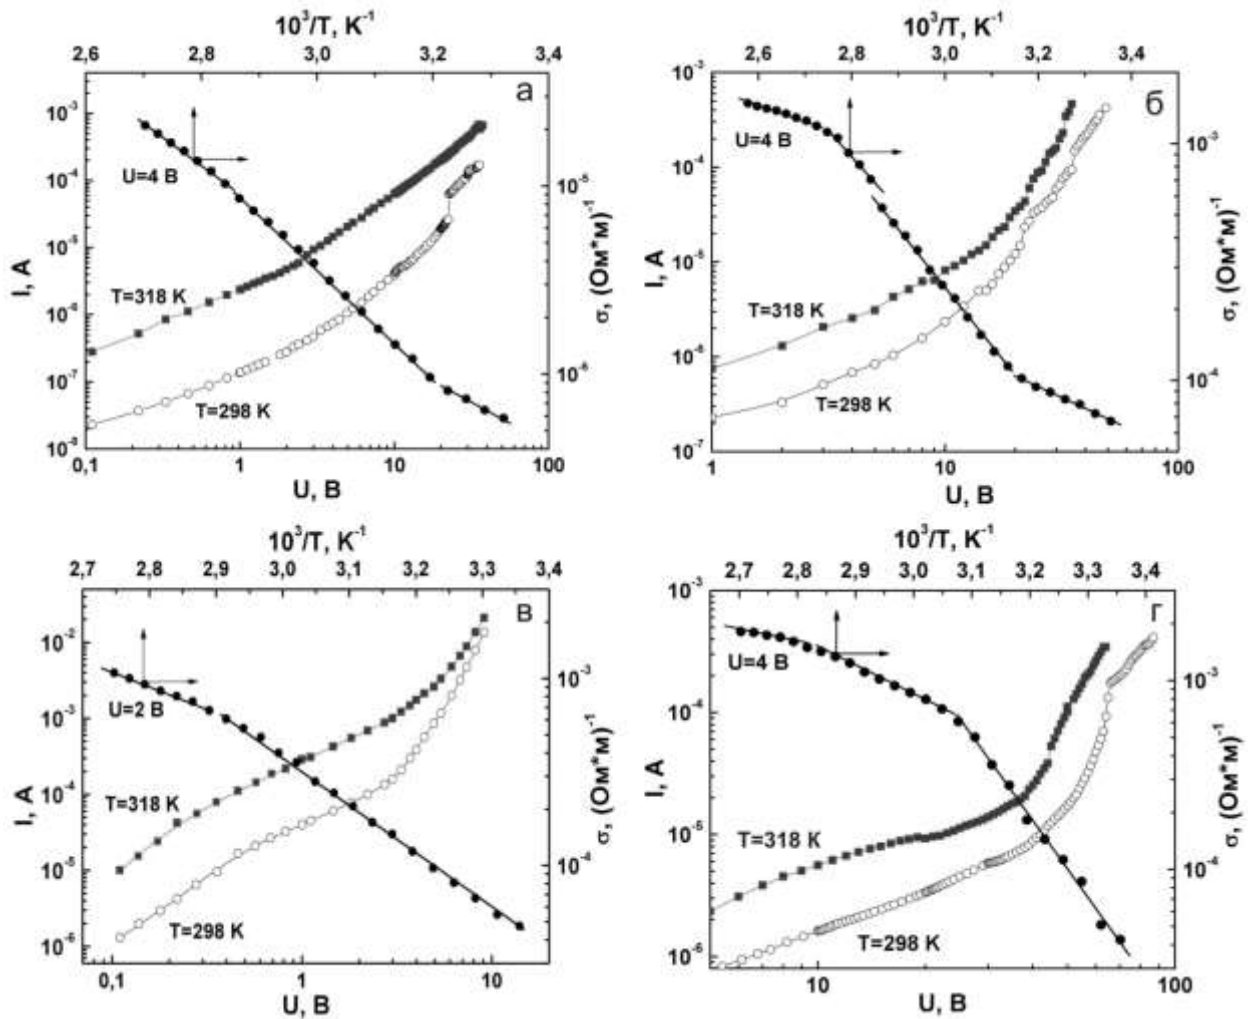 10³/T, K⁻¹
2,6 2,8 3,0 3,2 3,4
а
10⁻³
10⁻⁴
10⁻⁵
10⁻⁶
10⁻⁷
10⁻⁸
I, A
U=4 В
T=318 K
T=298 K
10⁻⁵
10⁻⁶
σ, (Ом*м)⁻¹
0,1 1 10 100
U, В
10³/T, K⁻¹
2,6 2,8 3,0 3,2 3,4
б
10⁻³
10⁻⁴
10⁻⁵
10⁻⁶
10⁻⁷
I, A
U=4 В
T=318 K
T=298 K
10⁻³
10⁻⁴
σ, (Ом*м)⁻¹
1 10 100
U, В
10³/T, K⁻¹
2,7 2,8 2,9 3,0 3,1 3,2 3,3 3,4
в
10⁻²
10⁻³
10⁻⁴
10⁻⁵
10⁻⁶
I, A
U=2 В
T=318 K
T=298 K
10⁻³
10⁻⁴
σ, (Ом*м)⁻¹
0,1 1 10
U, В
10³/T, K⁻¹
2,7 2,8 2,9 3,0 3,1 3,2 3,3 3,4
г
10⁻³
10⁻⁴
10⁻⁵
10⁻⁶
I, A
U=4 В
T=318 K
T=298 K
10⁻³
10⁻⁴
σ, (Ом*м)⁻¹
10 100
U, В